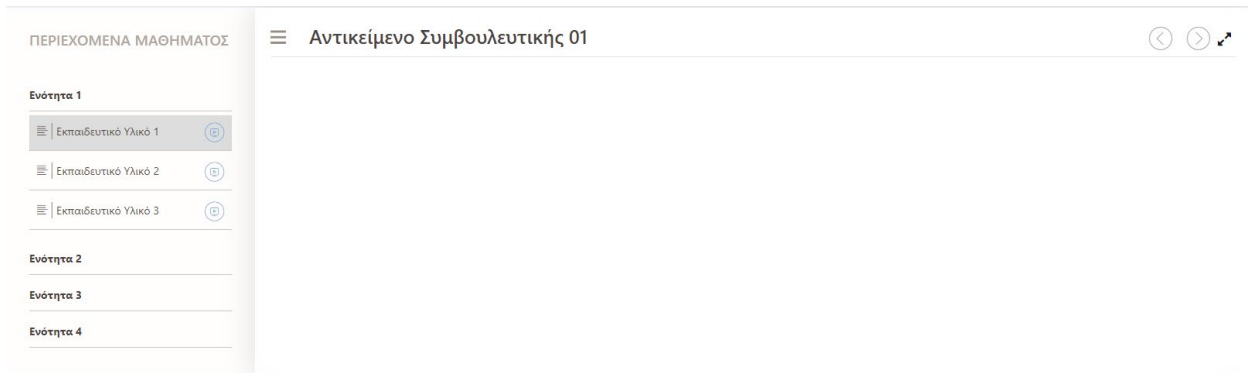 ΠΕΡΙΕΧΟΜΕΝΑ ΜΑΘΗΜΑΤΟΣ
Ενότητα 1
Εκπαιδευτικό Υλικό 1
Εκπαιδευτικό Υλικό 2
Εκπαιδευτικό Υλικό 3
Ενότητα 2
Ενότητα 3
Ενότητα 4
Αντικείμενο Συμβουλευτικής 01